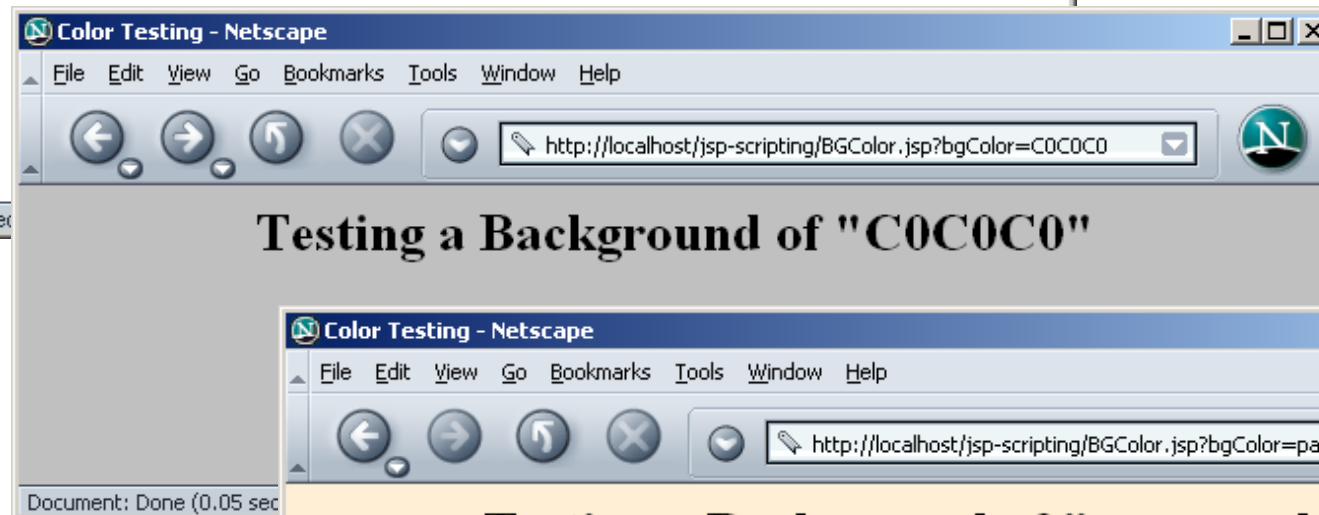 Color Testing - Netscape
File Edit View Go Bookmarks Tools Window Help
http://localhost/jsp-scripting/BGColor.jsp?bgColor=C0C0C0
N
Testing a Background of "C0C0C0"
Color Testing - Netscape
File Edit View Go Bookmarks Tools Window Help
http://localhost/jsp-scripting/BGColor.jsp?bgColor=pa
Document: Done (0.05 sec